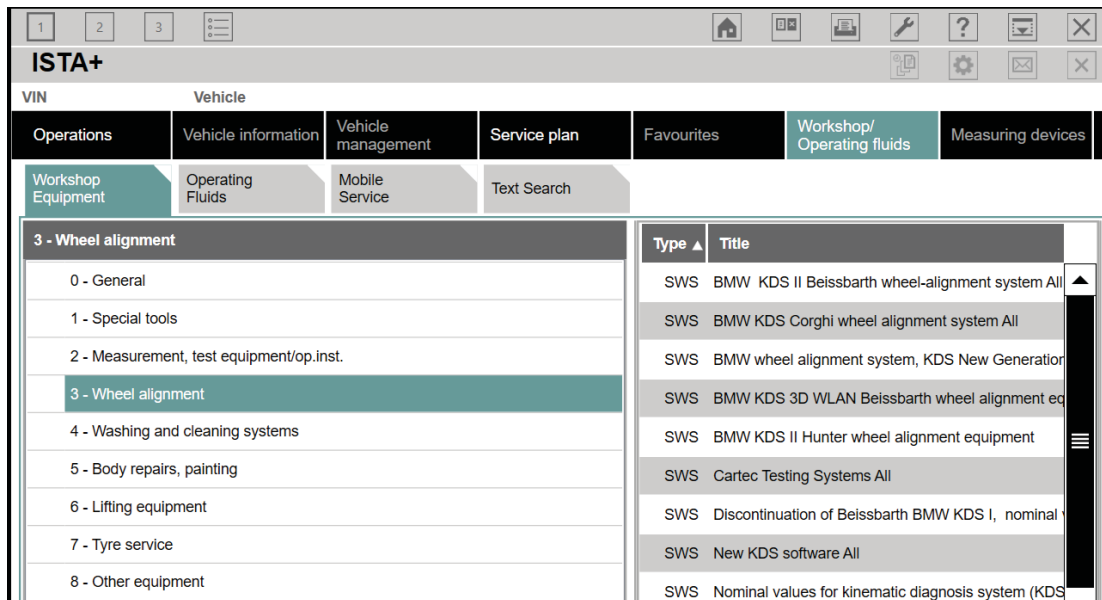 1 2 3 ?
ISTA+
VIN Vehicle
Operations
Vehicle information
Vehicle
management
Service plan
Favourites
Workshop/
Operating fluids
Measuring devices
Workshop
Equipment
Operating
Fluids
Mobile
Service
Text Search
3 - Wheel alignment
0 - General
1 - Special tools
2 - Measurement, test equipment/op.inst.
3 - Wheel alignment
4 - Washing and cleaning systems
5 - Body repairs, painting
6 - Lifting equipment
7 - Tyre service
8 - Other equipment
Type ▲ Title
SWS BMW KDS II Beissbarth wheel-alignment system All
SWS BMW KDS Corghi wheel alignment system All
SWS BMW wheel alignment system, KDS New Generation
SWS BMW KDS 3D WLAN Beissbarth wheel alignment eq
SWS BMW KDS II Hunter wheel alignment equipment
SWS Cartec Testing Systems All
SWS Discontinuation of Beissbarth BMW KDS I, nominal
SWS New KDS software All
SWS Nominal values for kinematic diagnosis system (KDS